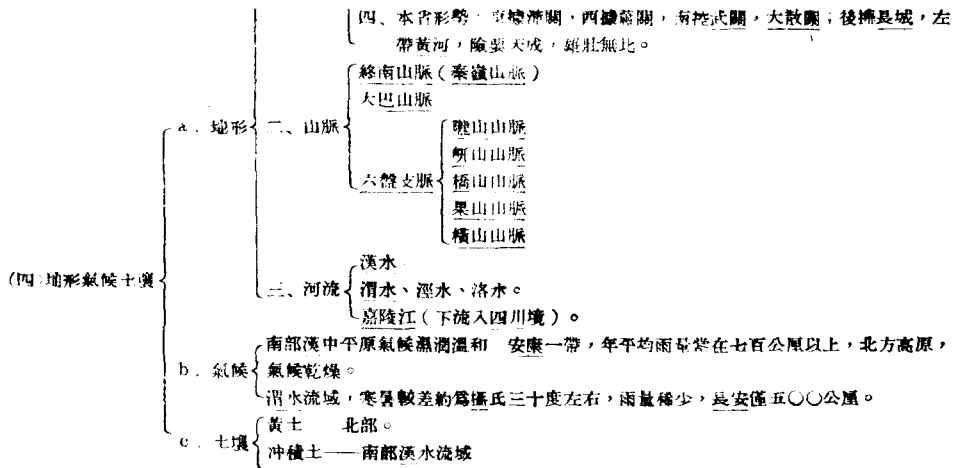 四、本省形勢：東據潼關，西據蕭關，南控武關，大散關；後擁長城，左
帶黃河，險要天成，雄壯無比。
終南山脈（秦嶺山脈）
大巴山脈
a．地形
二、山脈
隴山山脈
岍山山脈
六盤支脈
橋山山脈
果山山脈
橫山山脈
(四)地形氣候土壤
漢水
三、河流
渭水、涇水、洛水。
嘉陵江（下流入四川境）。
南部漢中平原氣候濕潤溫和 安康一帶，年平均雨量常在七百公厘以上，北方高原，
b．氣候
氣候乾燥。
渭水流域，寒暑較差約為攝氏三十度左右，雨量稀少，長安僅五〇〇公厘。
黃土 北部。
c．土壤
冲積土——南部漢水流域